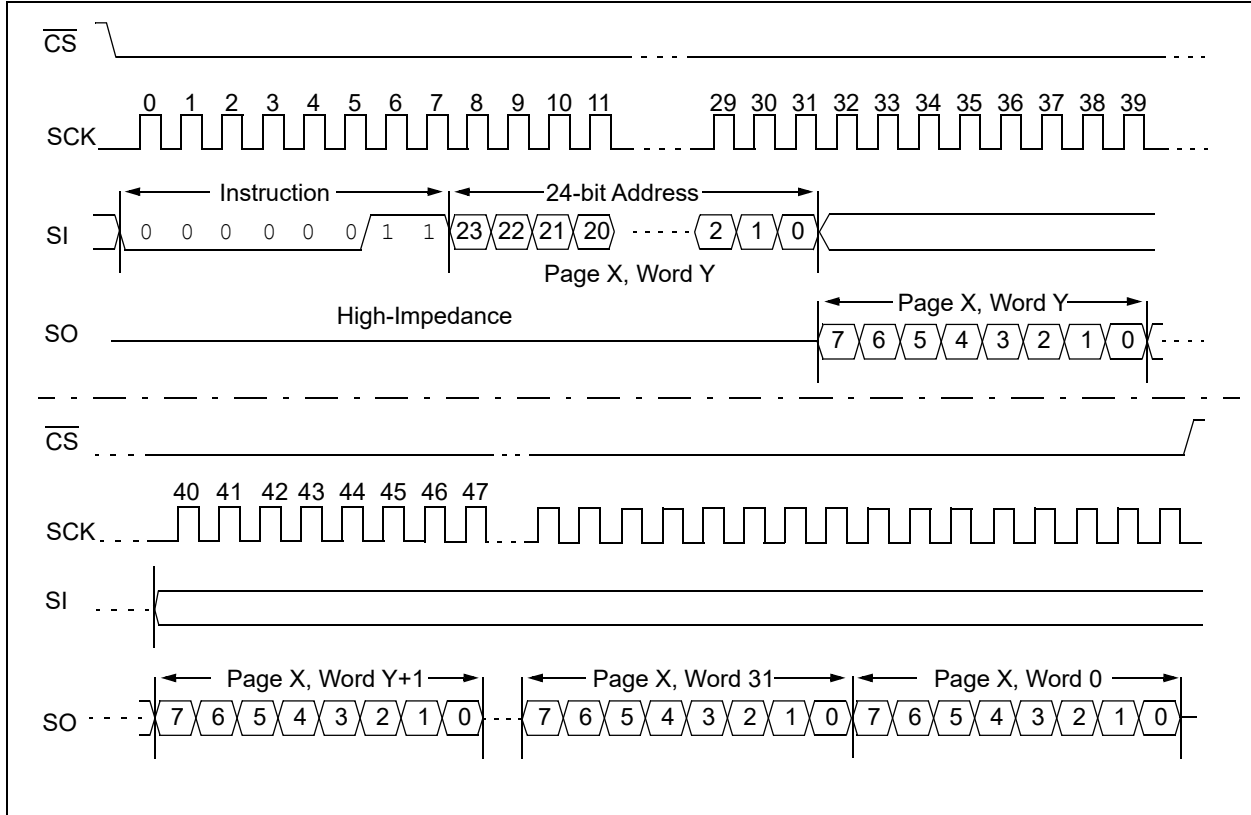 CS
0 1 2 3 4 5 6 7 8 9 10 11 29 30 31 32 33 34 35 36 37 38 39
SCK
Instruction 24-bit Address
SI 0 0 0 0 0 0 1 1 23 22 21 20 2 1 0
Page X, Word Y
High-Impedance Page X, Word Y
SO 7 6 5 4 3 2 1 0
CS
40 41 42 43 44 45 46 47
SCK
SI
Page X, Word Y+1 Page X, Word 31 Page X, Word 0
SO 7 6 5 4 3 2 1 0 7 6 5 4 3 2 1 0 7 6 5 4 3 2 1 0